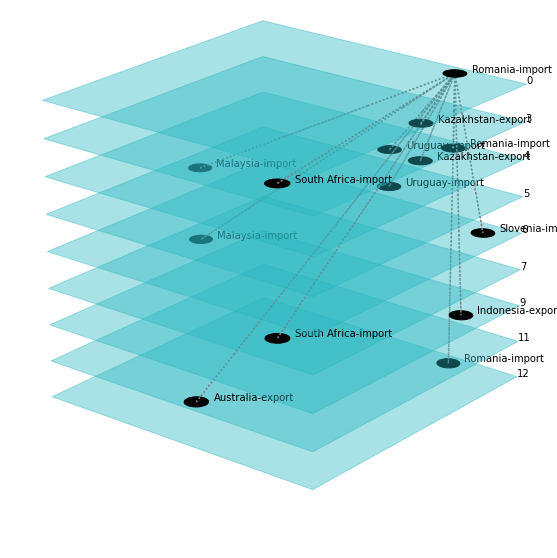 Romania-import
0
Kazakhstan-export
3
Uruguay-export
Romania-import
Kazakhstan-export
4
Malaysia-import
South Africa-import
Uruguay-import
5
Slovenia-im
6
Malaysia-import
7
9
Indonesia-expor
South Africa-import
11
Romania-import
12
Australia-export